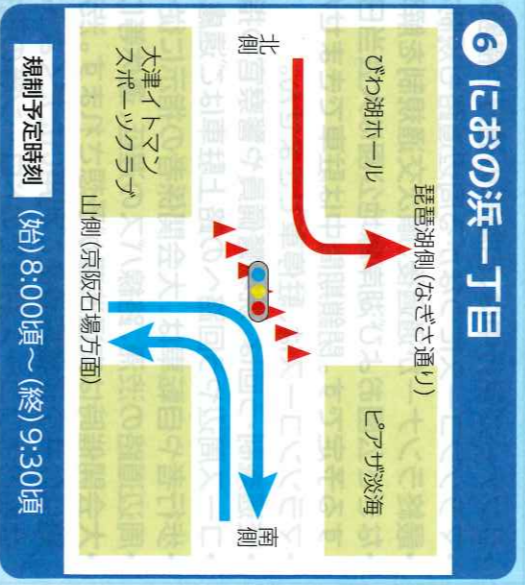 6 におの浜一丁目
琵琶湖側(なぎさ通り)
びわ湖ホール
ピアザ淡海
北側
南側
大津イトマン
スポーツクラブ
山側(京阪石場方面)
規制予定時刻 (始)8:00頃～(終)9:30頃